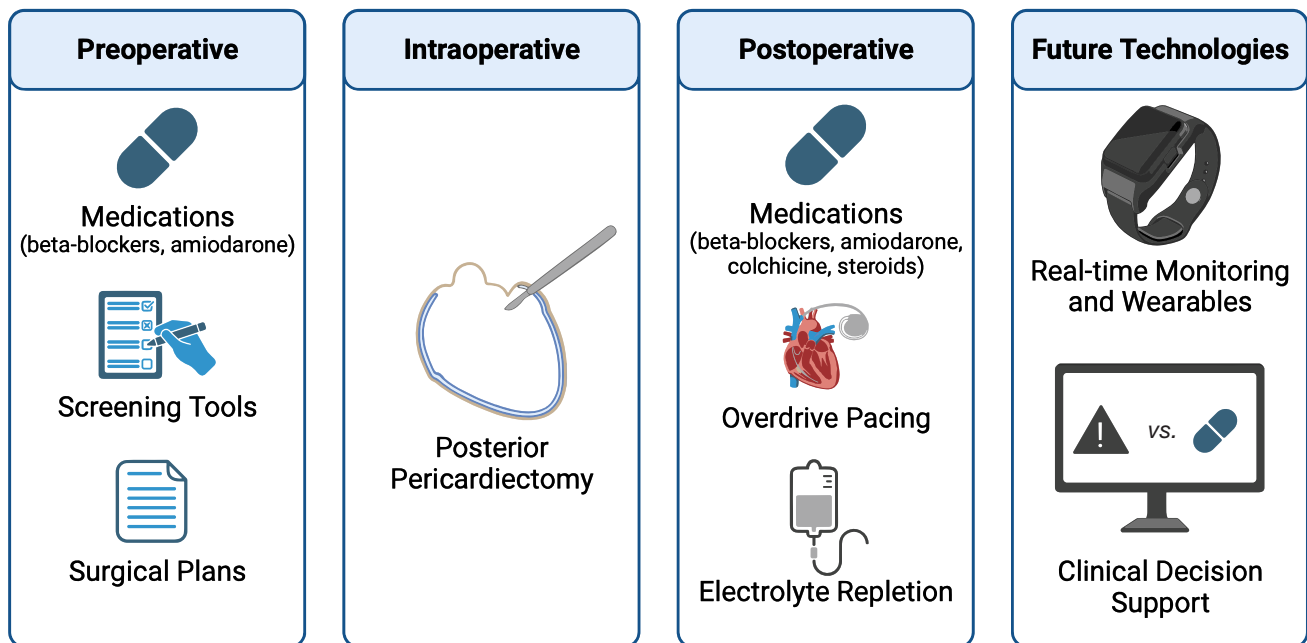 Preoperative
Medications
(beta-blockers, amiodarone)
Screening Tools
Surgical Plans
Intraoperative
Posterior
Pericardiectomy
Postoperative
Medications
(beta-blockers, amiodarone,
colchicine, steroids)
Overdrive Pacing
Electrolyte Repletion
Future Technologies
Real-time Monitoring
and Wearables
!
vs.
Clinical Decision
Support